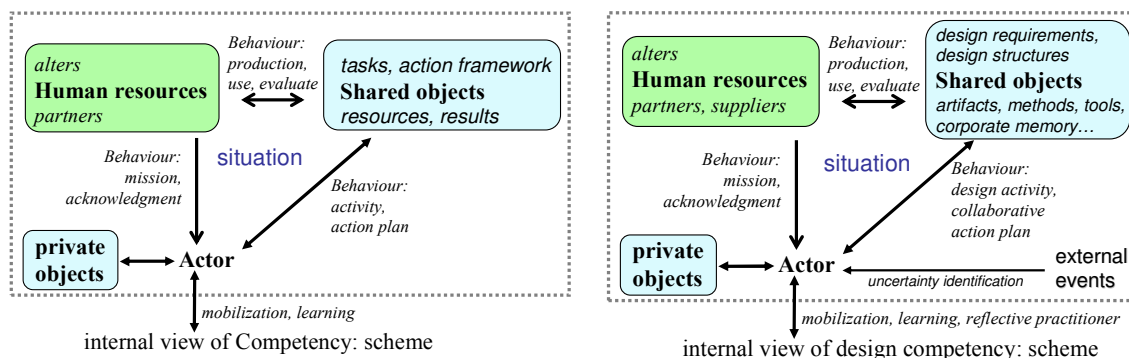 alters
Human resources
partners
Behaviour:
production,
use, evaluate
tasks, action framework
Shared objects
resources, results
situation
Behaviour:
mission,
acknowledgment
Behaviour:
activity,
action plan
private
objects
Actor
mobilization, learning
internal view of Competency: scheme
alters
Human resources
partners, suppliers
Behaviour:
production,
use, evaluate
design requirements,
design structures
Shared objects
artifacts, methods, tools,
corporate memory…
situation
Behaviour:
mission,
acknowledgment
Behaviour:
design activity,
collaborative
action plan
private
objects
Actor
external
events
uncertainty identification
mobilization, learning, reflective practitioner
internal view of design competency: scheme